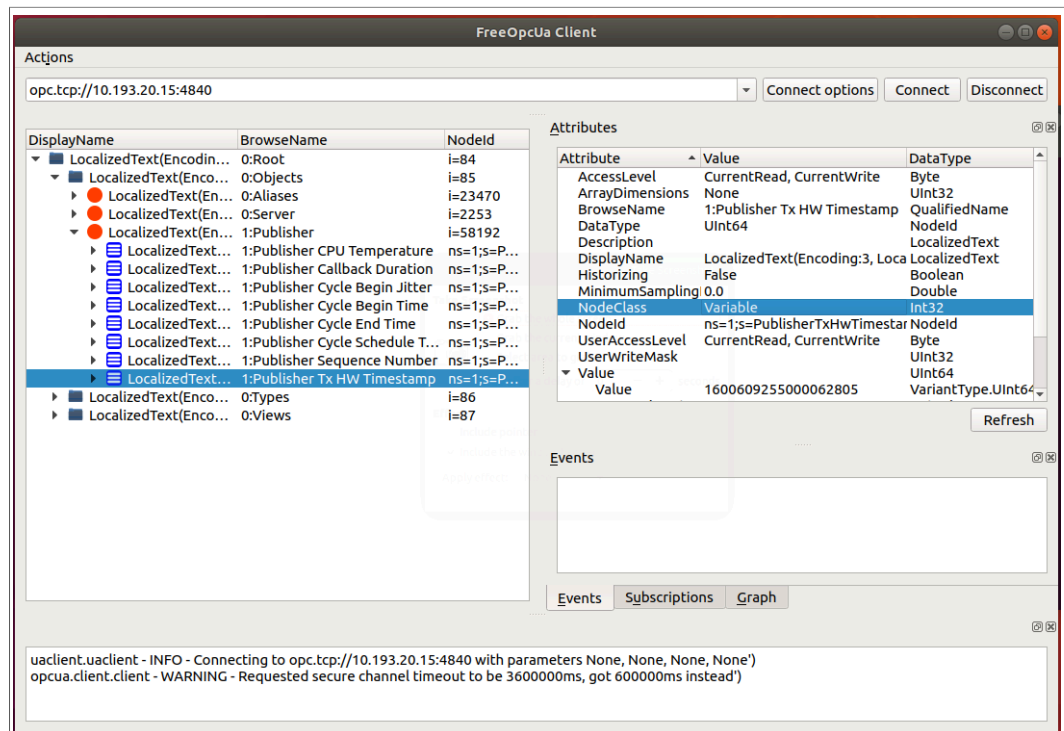 FreeOpcUa Client
Actions
opc.tcp://10.193.20.15:4840
Connect options
Connect
Disconnect
DisplayName BrowseName NodeId
LocalizedText(Encodin... 0:Root i=84
LocalizedText(Enco... 0:Objects i=85
LocalizedText(En... 0:Aliases i=23470
LocalizedText(En... 0:Server i=2253
LocalizedText(En... 1:Publisher i=58192
LocalizedText... 1:Publisher CPU Temperature ns=1;s=P...
LocalizedText... 1:Publisher Callback Duration ns=1;s=P...
LocalizedText... 1:Publisher Cycle Begin Jitter ns=1;s=P...
LocalizedText... 1:Publisher Cycle Begin Time ns=1;s=P...
LocalizedText... 1:Publisher Cycle End Time ns=1;s=P...
LocalizedText... 1:Publisher Cycle Schedule T... ns=1;s=P...
LocalizedText... 1:Publisher Sequence Number ns=1;s=P...
LocalizedText... 1:Publisher Tx HW Timestamp ns=1;s=P...
LocalizedText(Enco... 0:Types i=86
LocalizedText(Enco... 0:Views i=87
Attributes
Attribute Value DataType
AccessLevel CurrentRead, CurrentWrite Byte
ArrayDimensions None UInt32
BrowseName 1:Publisher Tx HW Timestamp QualifiedName
DataType UInt64 NodeId
Description LocalizedText
DisplayName LocalizedText(Encoding:3, Loca LocalizedText
Historizing False Boolean
MinimumSampling 0.0 Double
NodeClass Variable Int32
NodeId ns=1;s=PublisherTxHwTimestar NodeId
UserAccessLevel CurrentRead, CurrentWrite Byte
UserWriteMask UInt32
Value UInt64
Value 1600609255000062805 VariantType.UInt64
Refresh
Events
Events Subscriptions Graph
uaclient.uaclient - INFO - Connecting to opc.tcp://10.193.20.15:4840 with parameters None, None, None, None')
opcua.client.client - WARNING - Requested secure channel timeout to be 3600000ms, got 600000ms instead')